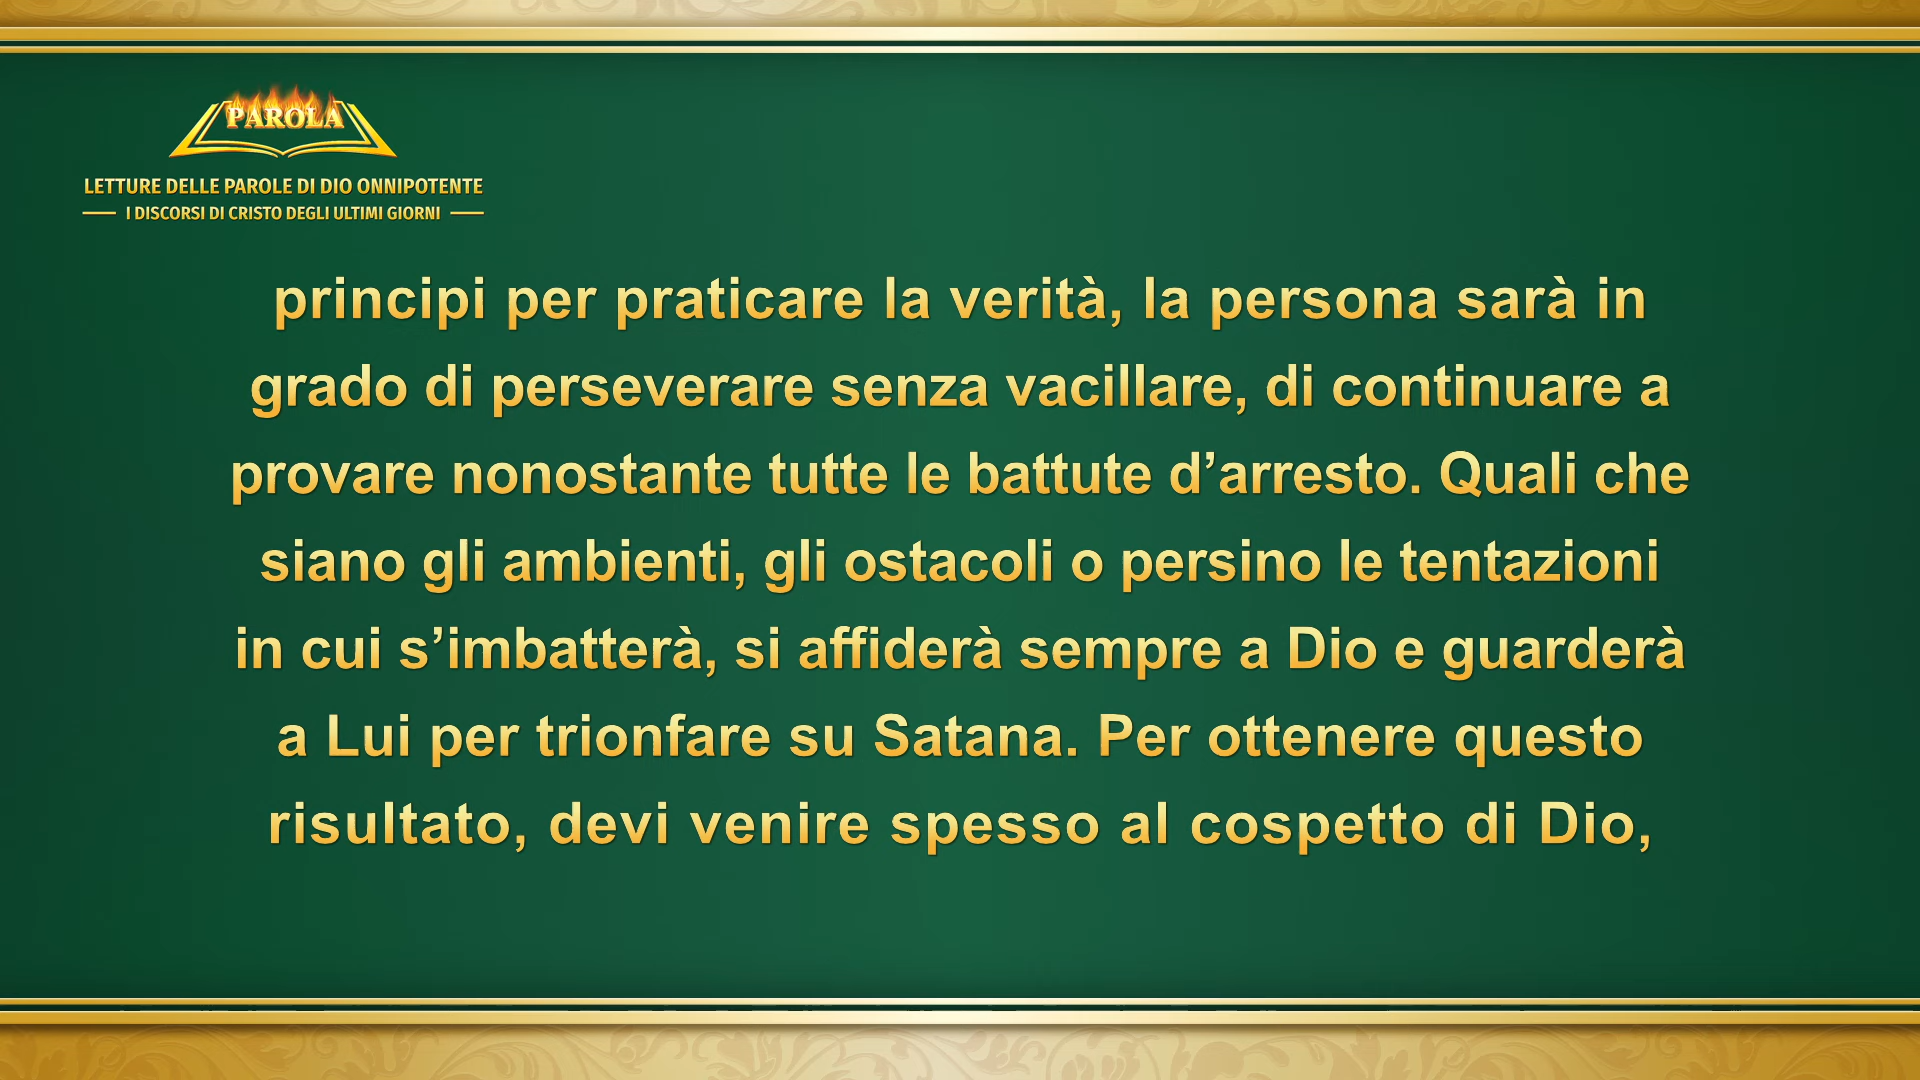 PAROLA
LETTURE DELLE PAROLE DI DIO ONNIPOTENTE
I DISCORSI DI CRISTO DEGLI ULTIMI GIORNI
principi per praticare la verità, la persona sarà in
grado di perseverare senza vacillare, di continuare a
provare nonostante tutte le battute d’arresto. Quali che
siano gli ambienti, gli ostacoli o persino le tentazioni
in cui s’imbatterà, si affiderà sempre a Dio e guarderà
a Lui per trionfare su Satana. Per ottenere questo
risultato, devi venire spesso al cospetto di Dio,